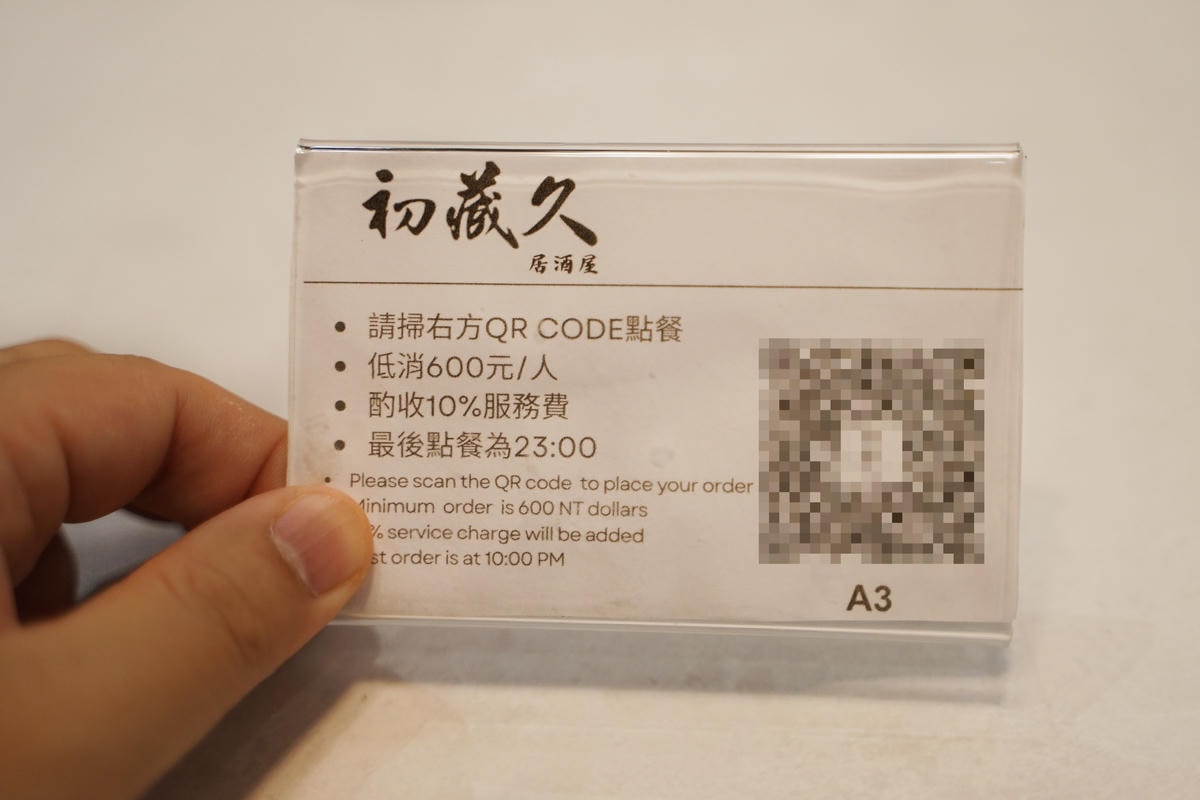 初藏久
居酒屋
• 請掃右方QR CODE點餐
• 低消600元/人
• 酌收10%服務費
• 最後點餐為23:00
• Please scan the QR code to place your order
Minimum order is 600 NT dollars
% service charge will be added
st order is at 10:00 PM
A3